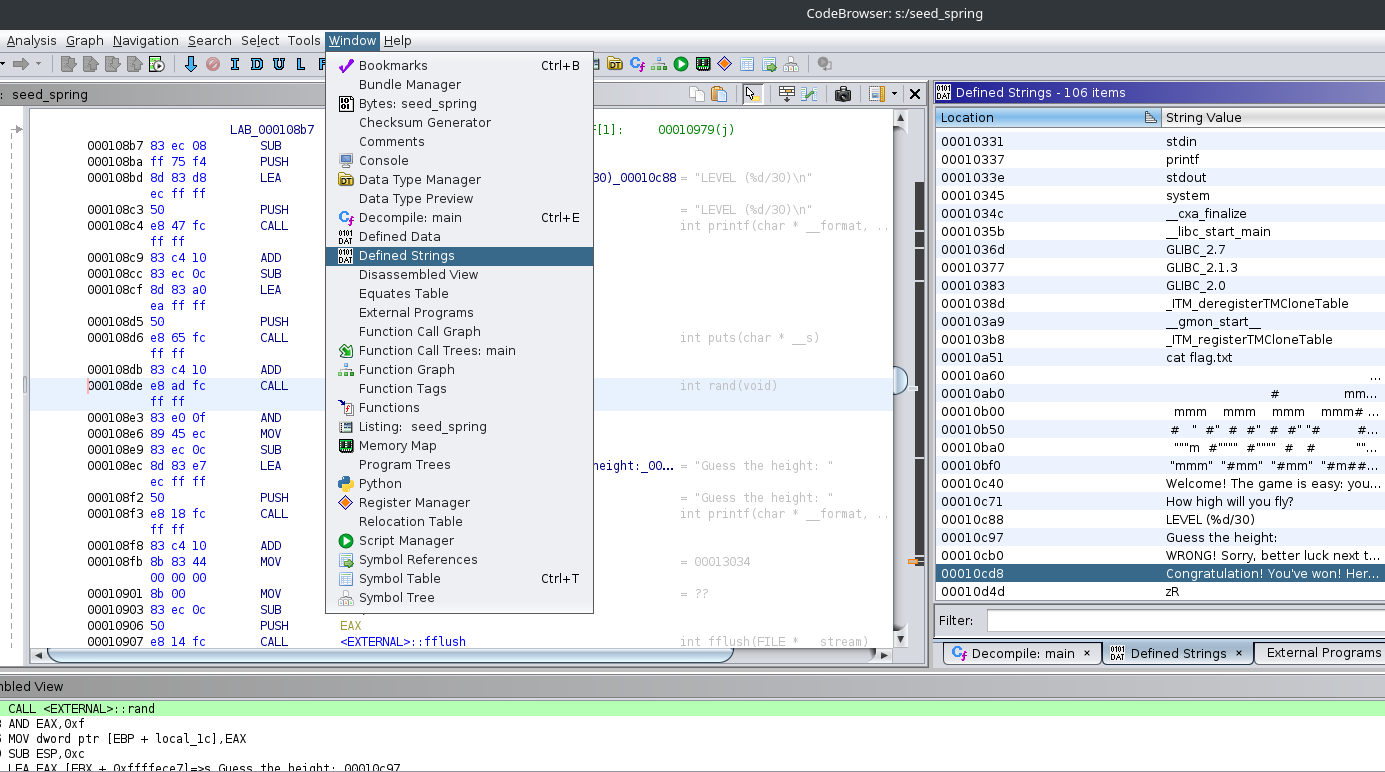 CodeBrowser: s:/seed_spring
Analysis Graph Navigation Search Select Tools Window Help
I D U L F
: seed_spring
Bookmarks Ctrl+B
Bundle Manager
Bytes: seed_spring
Checksum Generator
Comments
Console
Data Type Manager
Data Type Preview
Decompile: main Ctrl+E
Defined Data
Defined Strings
Disassembled View
Equates Table
External Programs
Function Call Graph
Function Call Trees: main
Function Graph
Function Tags
Functions
Listing: seed_spring
Memory Map
Program Trees
Python
Register Manager
Relocation Table
Script Manager
Symbol References
Symbol Table Ctrl+T
Symbol Tree
LAB_000108b7 F[1]: 00010979(j)
000108b7 83 ec 08 SUB
000108ba ff 75 f4 PUSH
000108bd 8d 83 d8 LEA 30)_00010c88 = "LEVEL (%d/30)\n"
ec ff ff
000108c3 50 PUSH = "LEVEL (%d/30)\n"
000108c4 e8 47 fc CALL int printf(char * __format, ..
ff ff
000108c9 83 c4 10 ADD
000108cc 83 ec 0c SUB
000108cf 8d 83 a0 LEA
ea ff ff
000108d5 50 PUSH
000108d6 e8 65 fc CALL int puts(char * __s)
ff ff
000108db 83 c4 10 ADD
000108de e8 ad fc CALL int rand(void)
ff ff
000108e3 83 e0 0f AND
000108e6 89 45 ec MOV
000108e9 83 ec 0c SUB
000108ec 8d 83 e7 LEA height:_00... = "Guess the height: "
ec ff ff
000108f2 50 PUSH = "Guess the height: "
000108f3 e8 18 fc CALL int printf(char * __format, ..
ff ff
000108f8 83 c4 10 ADD
000108fb 8b 83 44 MOV = 00013034
00 00 00
00010901 8b 00 MOV = ??
00010903 83 ec 0c SUB
00010906 50 PUSH EAX
00010907 e8 14 fc CALL <EXTERNAL>::fflush int fflush(FILE * __stream)
Defined Strings - 106 items
Location String Value
00010331 stdin
00010337 printf
0001033e stdout
00010345 system
0001034c __cxa_finalize
0001035b __libc_start_main
0001036d GLIBC_2.7
00010377 GLIBC_2.1.3
00010383 GLIBC_2.0
0001038d _ITM_deregisterTMCloneTable
000103a9 __gmon_start__
000103b8 _ITM_registerTMCloneTable
00010a51 cat flag.txt
00010a60 ...
00010ab0 # mm...
00010b00 mmm mmm mmm mmm# ...
00010b50 # " #" # #" # #" "# #...
00010ba0 """m #"""" #"""" # # ""...
00010bf0 "mmm" "#mm" "#mm" "#m##...
00010c40 Welcome! The game is easy: you...
00010c71 How high will you fly?
00010c88 LEVEL (%d/30)
00010c97 Guess the height:
00010cb0 WRONG! Sorry, better luck next t...
00010cd8 Congratulation! You've won! Her...
00010d4d zR
Filter:
Decompile: main × Defined Strings × External Programs
mbled View
CALL <EXTERNAL>::rand
AND EAX,0xf
MOV dword ptr [EBP + local_1c],EAX
SUB ESP,0xc
LEA EAX,[EBX + 0xffffece7]=>s_Guess_the_height:_00010c97